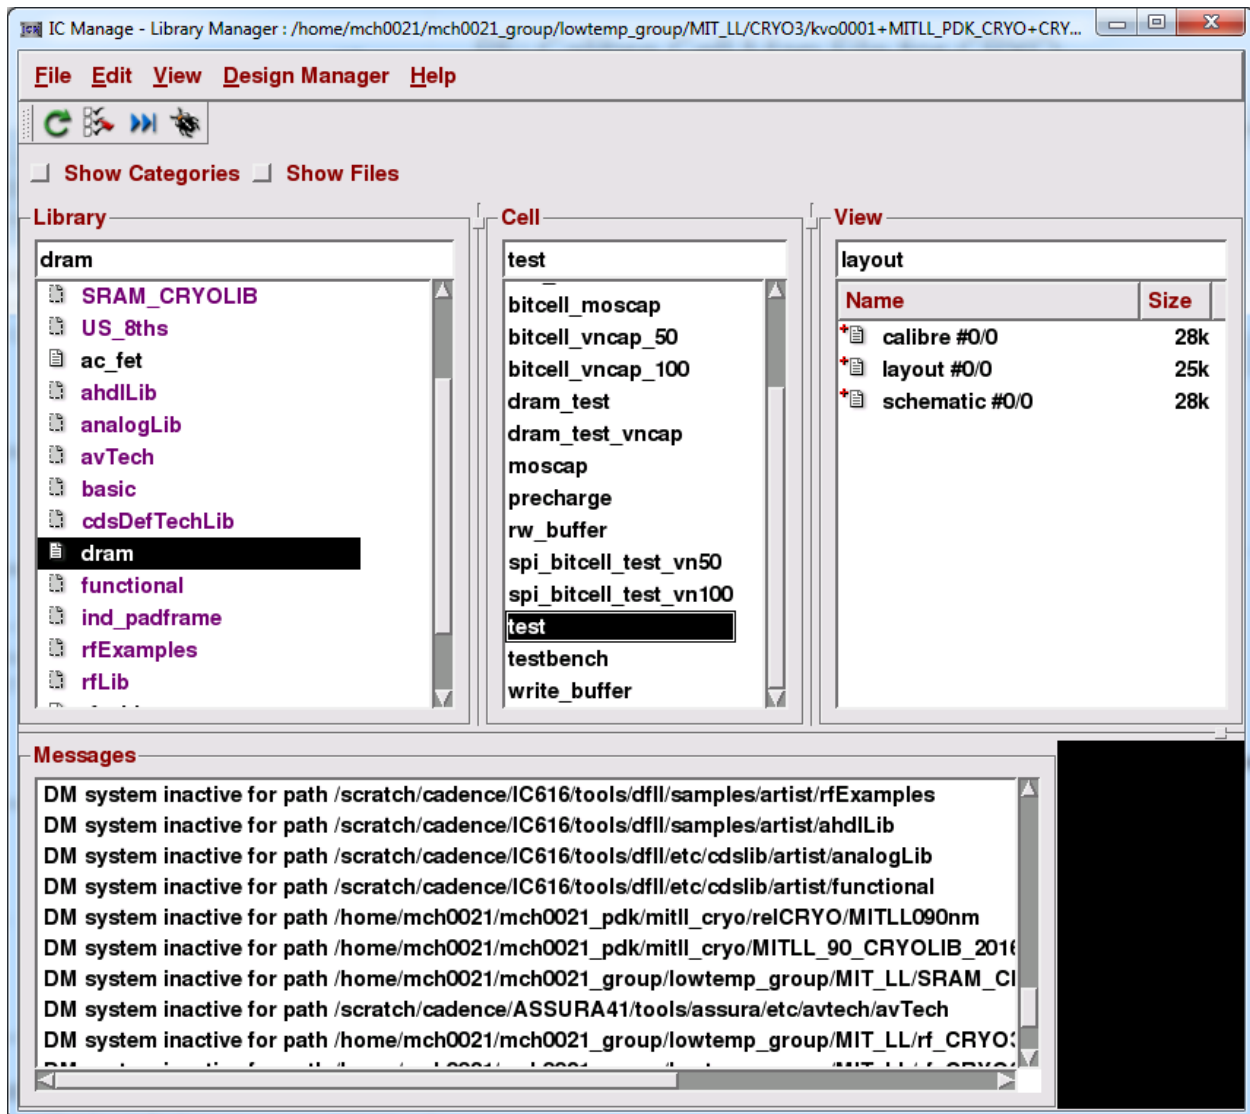 IC Manage - Library Manager : /home/mch0021/mch0021_group/lowtemp_group/MIT_LL/CRYO3/kvo0001+MITLL_PDK_CRYO+CRY...
File Edit View Design Manager Help
Show Categories Show Files
Library
dram
SRAM_CRYOLIB
US_8ths
ac_fet
ahdlLib
analogLib
avTech
basic
cdsDefTechLib
dram
functional
ind_padframe
rfExamples
rfLib
Cell
test
bitcell_moscap
bitcell_vncap_50
bitcell_vncap_100
dram_test
dram_test_vncap
moscap
precharge
rw_buffer
spi_bitcell_test_vn50
spi_bitcell_test_vn100
test
testbench
write_buffer
View
layout
Name Size
calibre #0/0 28k
layout #0/0 25k
schematic #0/0 28k
Messages
DM system inactive for path /scratch/cadence/IC616/tools/dfII/samples/artist/rfExamples
DM system inactive for path /scratch/cadence/IC616/tools/dfII/samples/artist/ahdlLib
DM system inactive for path /scratch/cadence/IC616/tools/dfII/etc/cdslib/artist/analogLib
DM system inactive for path /scratch/cadence/IC616/tools/dfII/etc/cdslib/artist/functional
DM system inactive for path /home/mch0021/mch0021_pdk/mitll_cryo/relCRYO/MITLL090nm
DM system inactive for path /home/mch0021/mch0021_pdk/mitll_cryo/MITLL_90_CRYOLIB_2016
DM system inactive for path /home/mch0021/mch0021_group/lowtemp_group/MIT_LL/SRAM_C
DM system inactive for path /scratch/cadence/ASSURA41/tools/assura/etc/avtech/avTech
DM system inactive for path /home/mch0021/mch0021_group/lowtemp_group/MIT_LL/rf_CRYO3